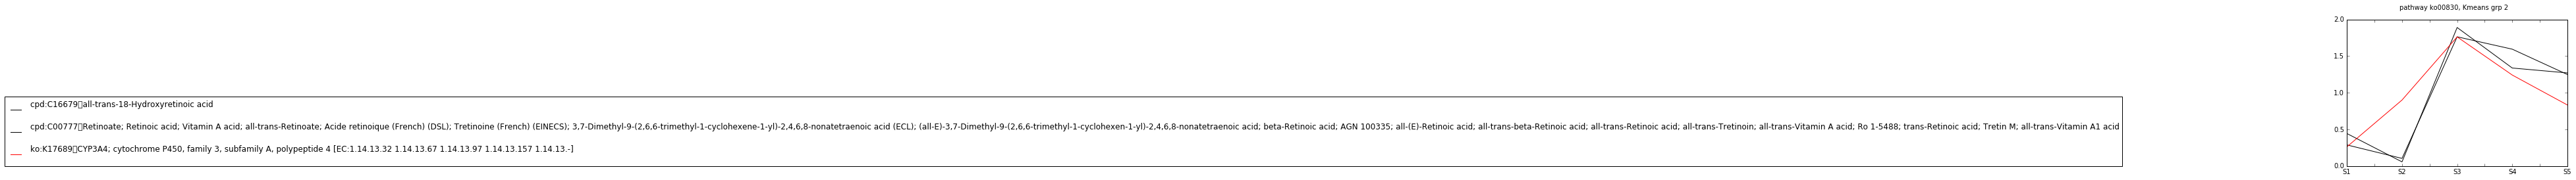 pathway ko00830, Kmeans grp 2
2.0
1.5
1.0
0.5
0.0
S1 S2 S3 S4 S5
cpd:C16679▯all-trans-18-Hydroxyretinoic acid
cpd:C00777▯Retinoate; Retinoic acid; Vitamin A acid; all-trans-Retinoate; Acide retinoique (French) (DSL); Tretinoine (French) (EINECS); 3,7-Dimethyl-9-(2,6,6-trimethyl-1-cyclohexene-1-yl)-2,4,6,8-nonatetraenoic acid (ECL); (all-E)-3,7-Dimethyl-9-(2,6,6-trimethyl-1-cyclohexen-1-yl)-2,4,6,8-nonatetraenoic acid; beta-Retinoic acid; AGN 100335; all-(E)-Retinoic acid; all-trans-beta-Retinoic acid; all-trans-Retinoic acid; all-trans-Tretinoin; all-trans-Vitamin A acid; Ro 1-5488; trans-Retinoic acid; Tretin M; all-trans-Vitamin A1 acid
ko:K17689▯CYP3A4; cytochrome P450, family 3, subfamily A, polypeptide 4 [EC:1.14.13.32 1.14.13.67 1.14.13.97 1.14.13.157 1.14.13.-]